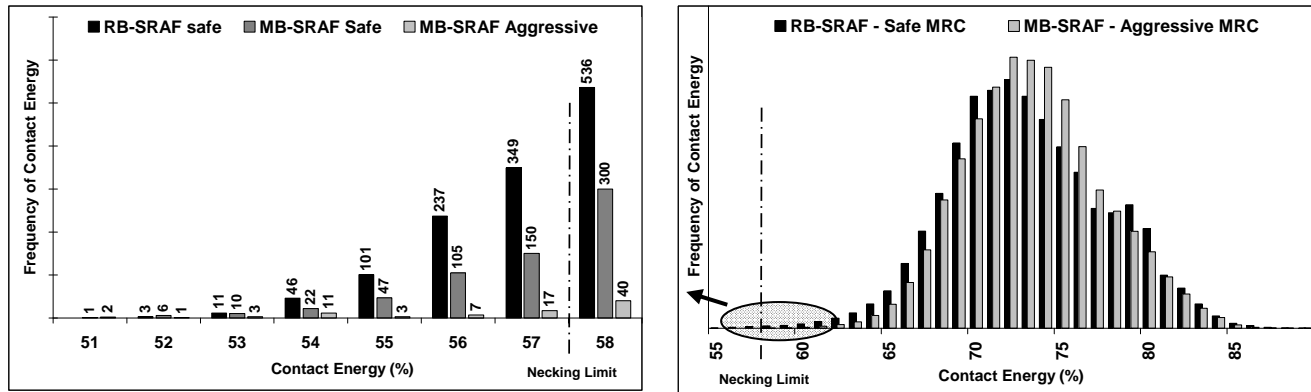 RB-SRAF safe MB-SRAF Safe MB-SRAF Aggressive
Frequency of Contact Energy
1 2
3 6 1
11 10 3
46 22 11
101 47 3
237 105 7
349 150 17
536 300 40
51 52 53 54 55 56 57 58
Contact Energy (%)
Necking Limit
RB-SRAF - Safe MRC MB-SRAF - Aggressive MRC
Frequency of Contact Energy
55 60 65 70 75 80 85
Necking Limit
Contact Energy (%)